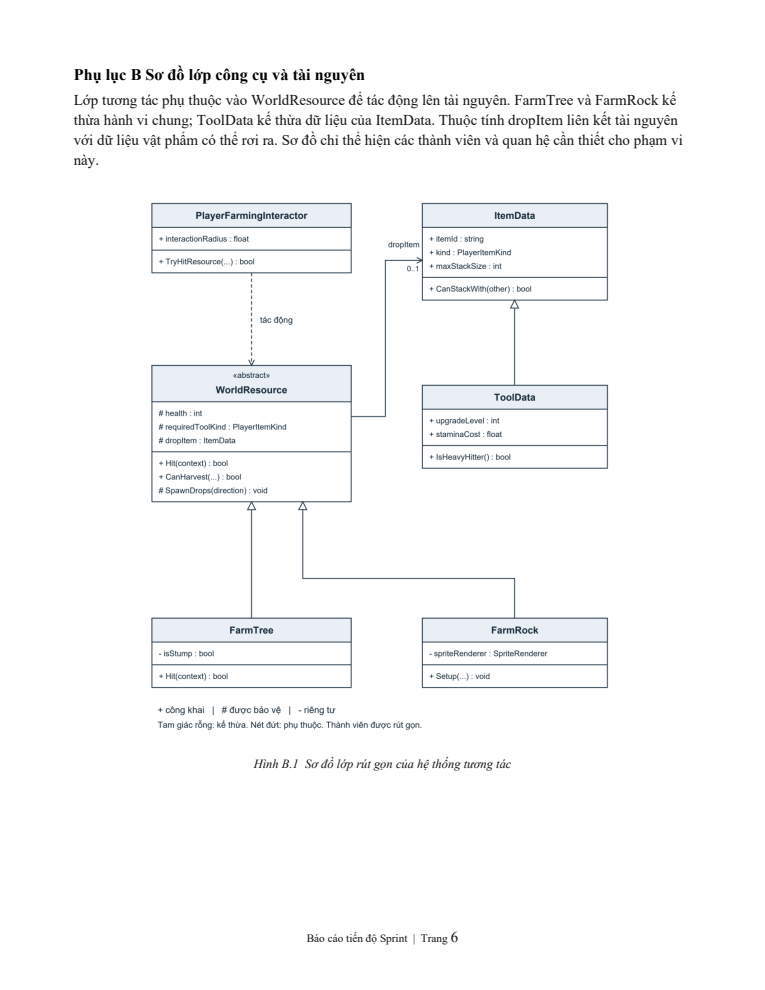 Phụ lục B Sơ đồ lớp công cụ và tài nguyên
Lớp tương tác phụ thuộc vào WorldResource để tác động lên tài nguyên. FarmTree và FarmRock kế
thừa hành vi chung; ToolData kế thừa dữ liệu của ItemData. Thuộc tính dropItem liên kết tài nguyên
với dữ liệu vật phẩm có thể rơi ra. Sơ đồ chỉ thể hiện các thành viên và quan hệ cần thiết cho phạm vi
này.
PlayerFarmingInteractor
+ interactionRadius : float
+ TryHitResource(...) : bool
ItemData
+ itemId : string
+ kind : PlayerItemKind
+ maxStackSize : int
+ CanStackWith(other) : bool
dropItem
0..1
tác động
«abstract»
WorldResource
# health : int
# requiredToolKind : PlayerItemKind
# dropItem : ItemData
+ Hit(context) : bool
+ CanHarvest(...) : bool
# SpawnDrops(direction) : void
ToolData
+ upgradeLevel : int
+ staminaCost : float
+ IsHeavyHitter() : bool
FarmTree
- isStump : bool
+ Hit(context) : bool
FarmRock
- spriteRenderer : SpriteRenderer
+ Setup(...) : void
+ công khai | # được bảo vệ | - riêng tư
Tam giác rỗng: kế thừa. Nét đứt: phụ thuộc. Thành viên được rút gọn.
Hình B.1 Sơ đồ lớp rút gọn của hệ thống tương tác
Báo cáo tiến độ Sprint | Trang 6